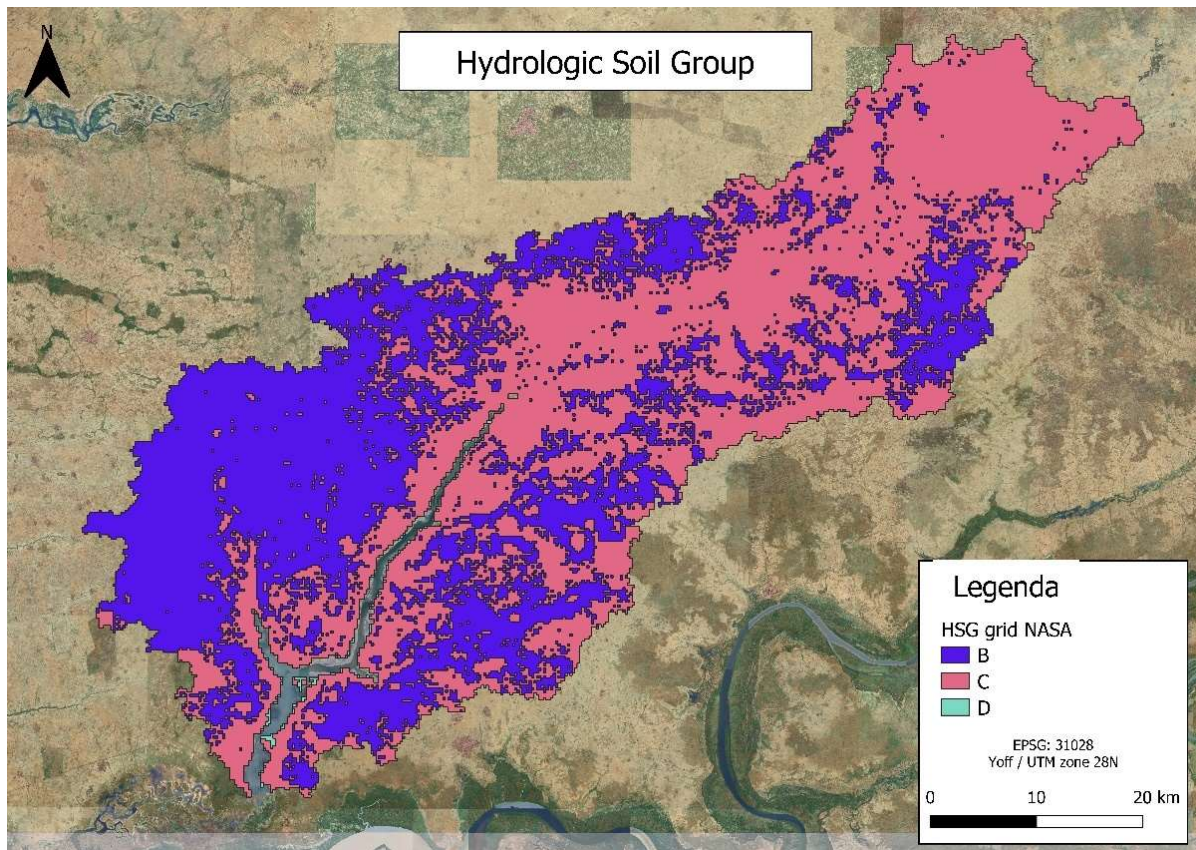 N
Hydrologic Soil Group
Legenda
HSG grid NASA
B
C
D
EPSG: 31028
Yoff / UTM zone 28N
0 10 20 km